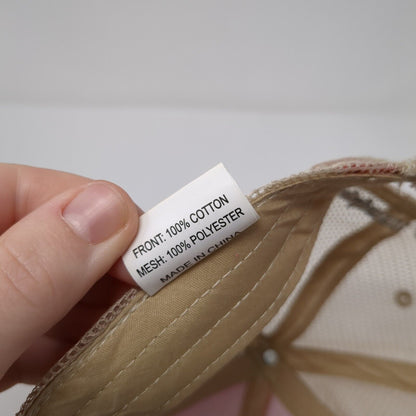 FRONT: 100% COTTON
MESH: 100% POLYESTER
MADE IN CHINA